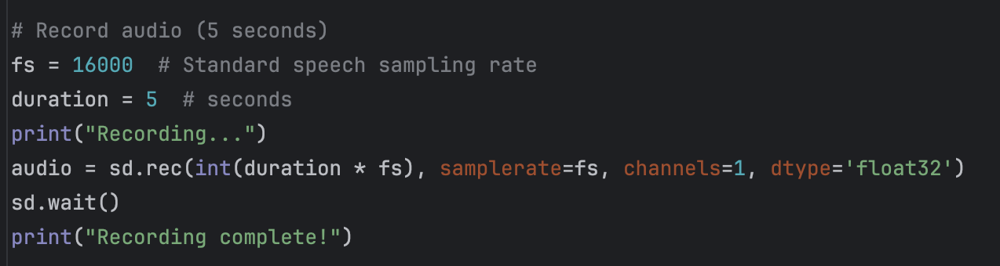 # Record audio (5 seconds)
fs = 16000  # Standard speech sampling rate
duration = 5  # seconds
print("Recording...")
audio = sd.rec(int(duration * fs), samplerate=fs, channels=1, dtype='float32')
sd.wait()
print("Recording complete!")